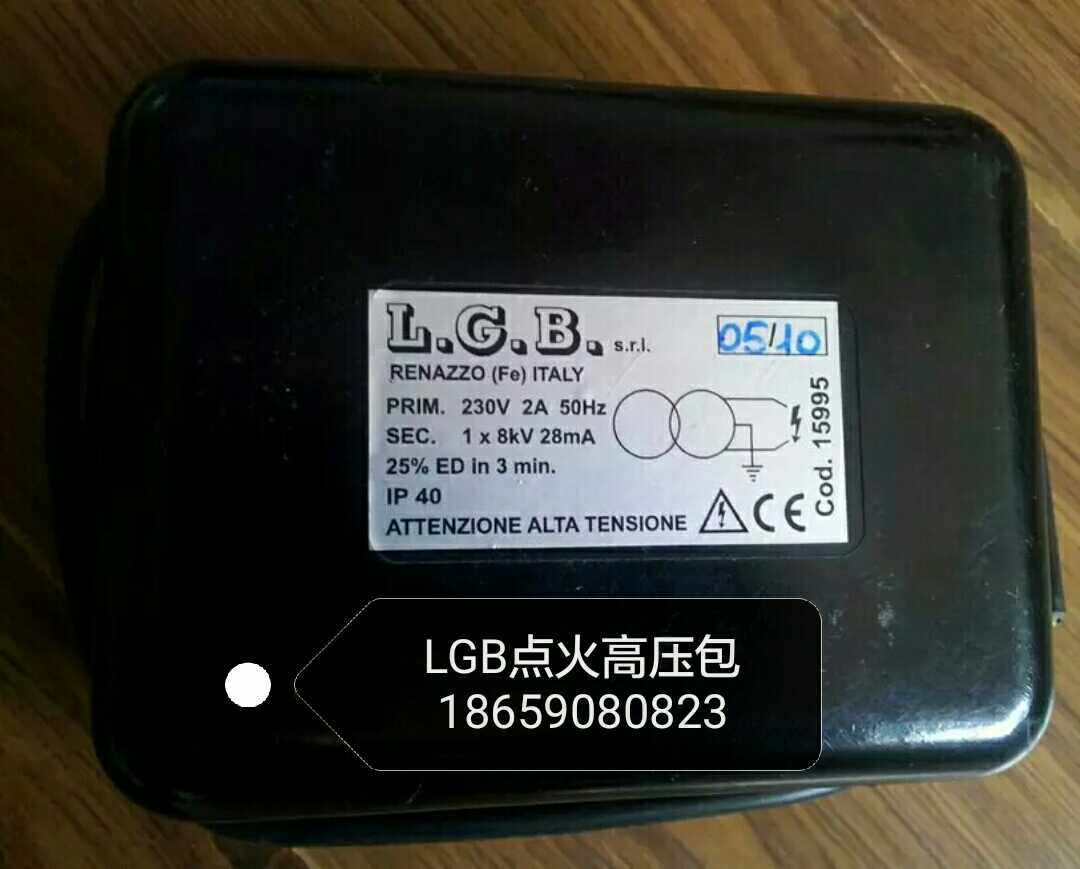 L.G.B. s.r.l.
05/10
RENAZZO (Fe) ITALY
PRIM. 230V 2A 50Hz
SEC. 1 x 8kV 28mA
25% ED in 3 min.
IP 40
ATTENZIONE ALTA TENSIONE
CE
Cod. 15995
LGB点火高压包
18659080823